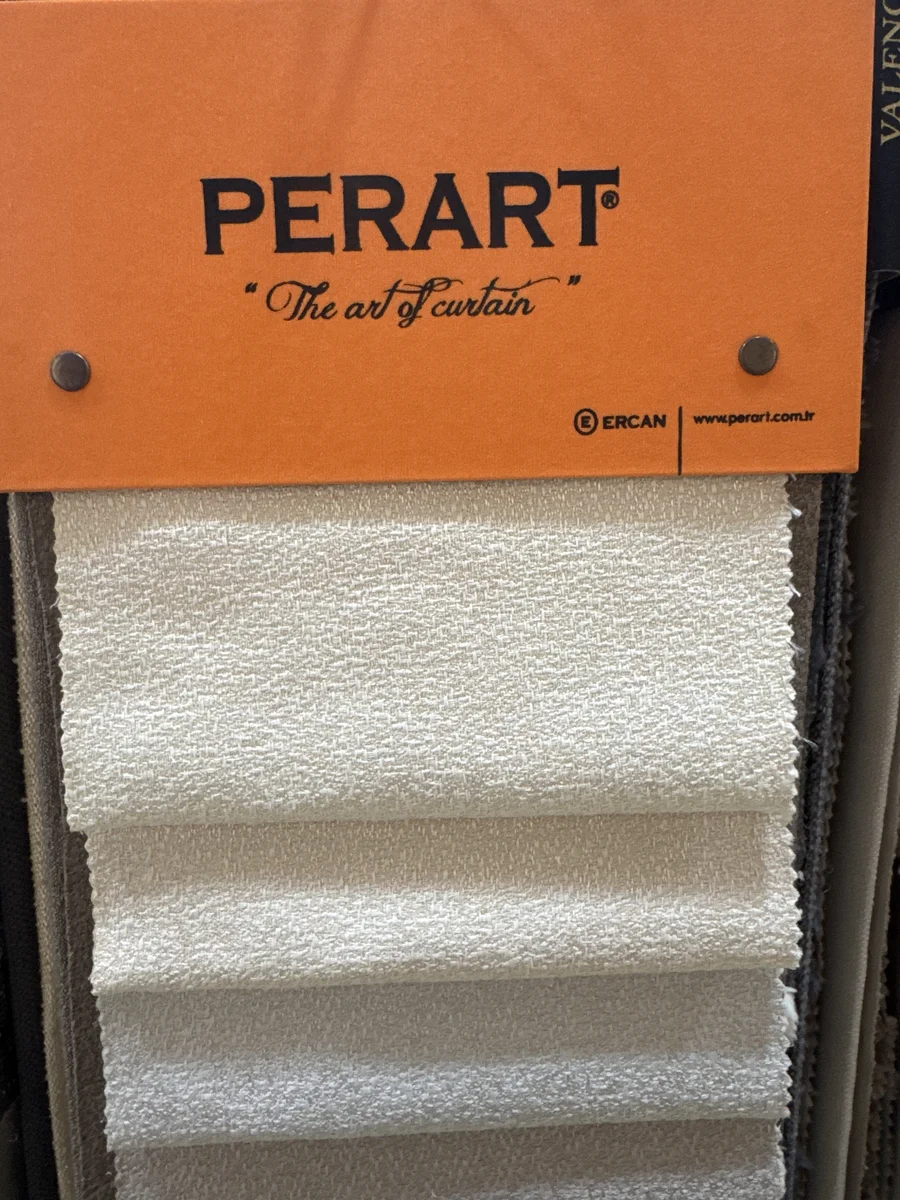 PERART®
“The art of curtain”
E ERCAN | www.perart.com.tr